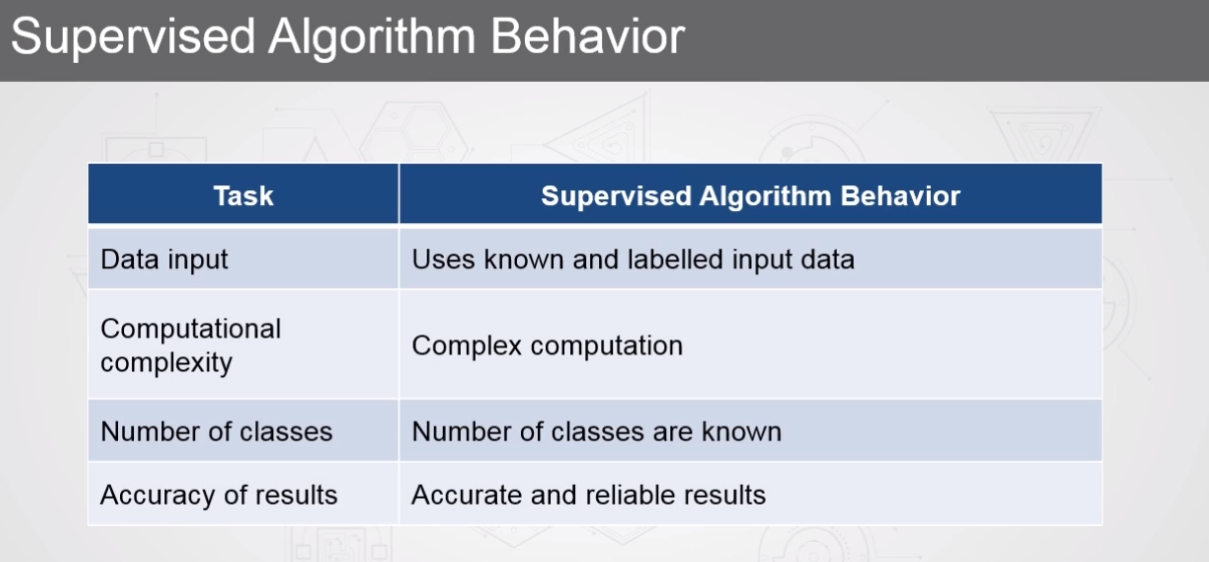 Supervised Algorithm Behavior
Task
Supervised Algorithm Behavior
Data input
Uses known and labelled input data
Computational
complexity
Complex computation
Number of classes
Number of classes are known
Accuracy of results
Accurate and reliable results